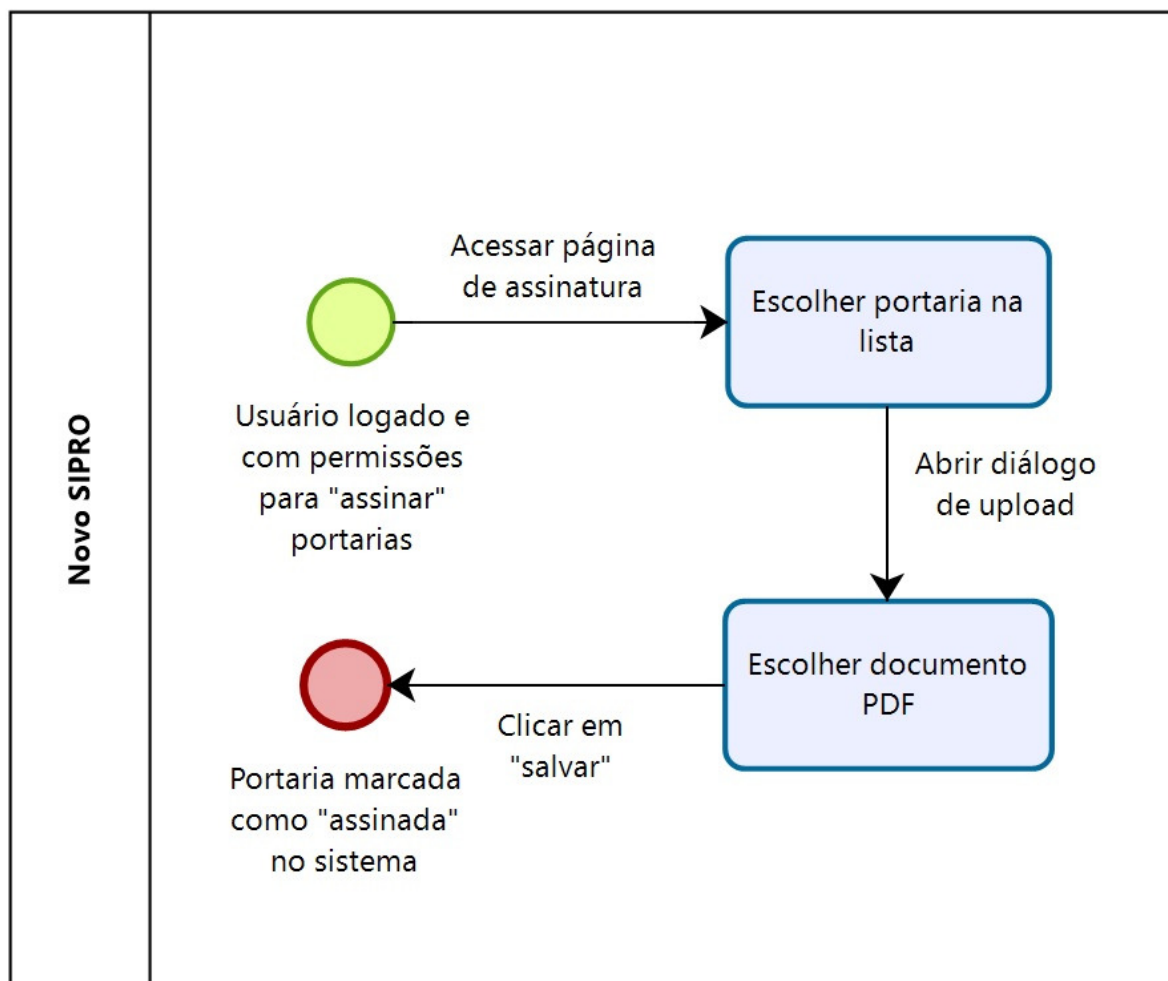 Novo SIPRO
Acessar página
de assinatura
Escolher portaria na
lista
Usuário logado e
com permissões
para "assinar"
portarias
Abrir diálogo
de upload
Escolher documento
PDF
Clicar em
"salvar"
Portaria marcada
como "assinada"
no sistema